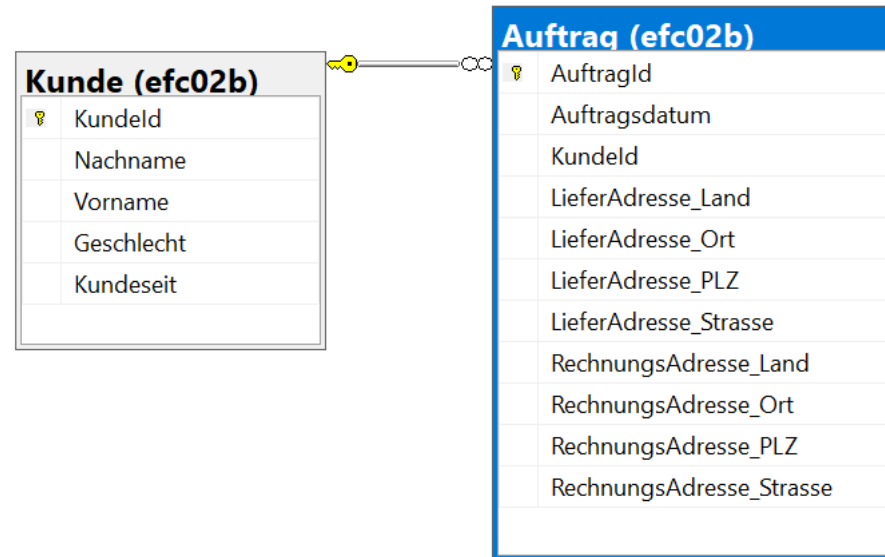 Kunde (efc02b)
KundeId
Nachname
Vorname
Geschlecht
Kundeseit
Auftrag (efc02b)
AuftragId
Auftragsdatum
KundeId
LieferAdresse_Land
LieferAdresse_Ort
LieferAdresse_PLZ
LieferAdresse_Strasse
RechnungsAdresse_Land
RechnungsAdresse_Ort
RechnungsAdresse_PLZ
RechnungsAdresse_Strasse